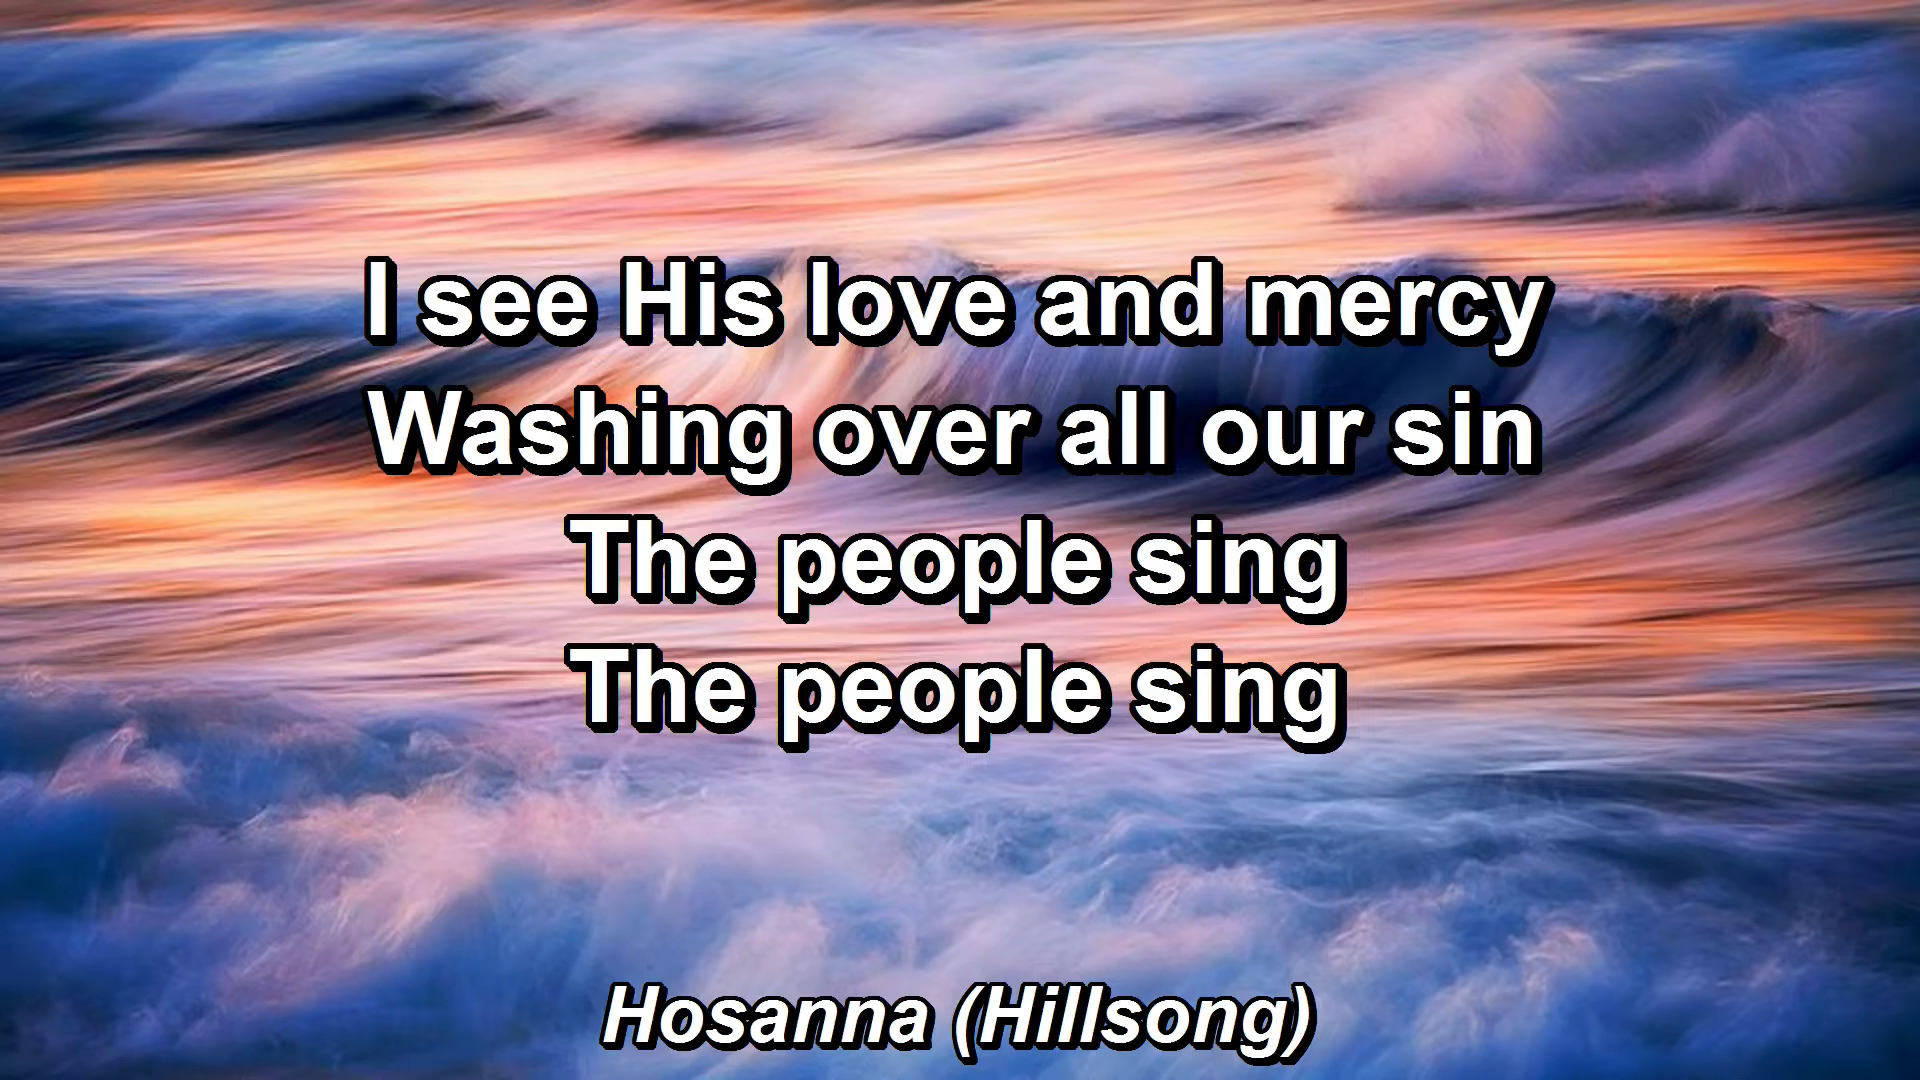 I see His love and mercy
Washing over all our sin
The people sing
The people sing
Hosanna (Hillsong)